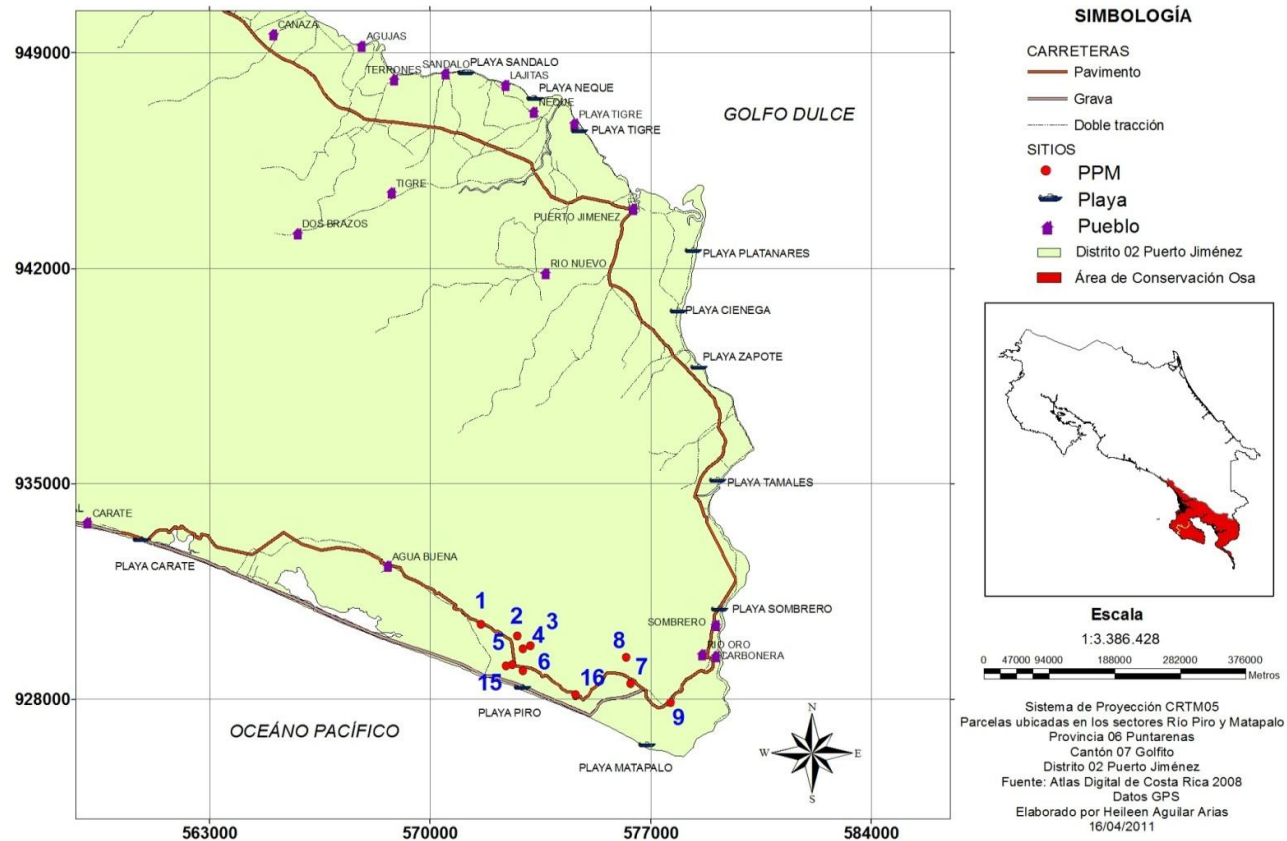 949000
942000
935000
928000
563000
570000
577000
584000
CANAZA
AGUJAS
TERRONES
SANDALO
PLAYA SANDALO
LAJITAS
PLAYA NEQUE
NEQUE
PLAYA TIGRE
PLAYA TIGRE
GOLFO DULCE
TIGRE
DOS BRAZOS
PUERTO JIMENEZ
RIO NUEVO
PLAYA PLATANARES
PLAYA CIENEGA
PLAYA ZAPOTE
PLAYA TAMALES
CARATE
PLAYA CARATE
AGUA BUENA
PLAYA SOMBRERO
SOMBRERO
RIO ORO
CARBONERA
1
2
3
4
5
6
8
7
15
16
9
PLAYA PIRO
PLAYA MATAPALO
OCEÁNO PACÍFICO
N
W
E
S
SIMBOLOGÍA
CARRETERAS
Pavimento
Grava
Doble tracción
SITIOS
PPM
Playa
Pueblo
Distrito 02 Puerto Jiménez
Área de Conservación Osa
Escala
1:3.386.428
0 47000 94000 188000 282000 376000
Metros
Sistema de Proyección CRTM05
Parcelas ubicadas en los sectores Río Piro y Matapalo
Provincia 06 Puntarenas
Cantón 07 Golfito
Distrito 02 Puerto Jiménez
Fuente: Atlas Digital de Costa Rica 2008
Datos GPS
Elaborado por Heileen Aguilar Arias
16/04/2011